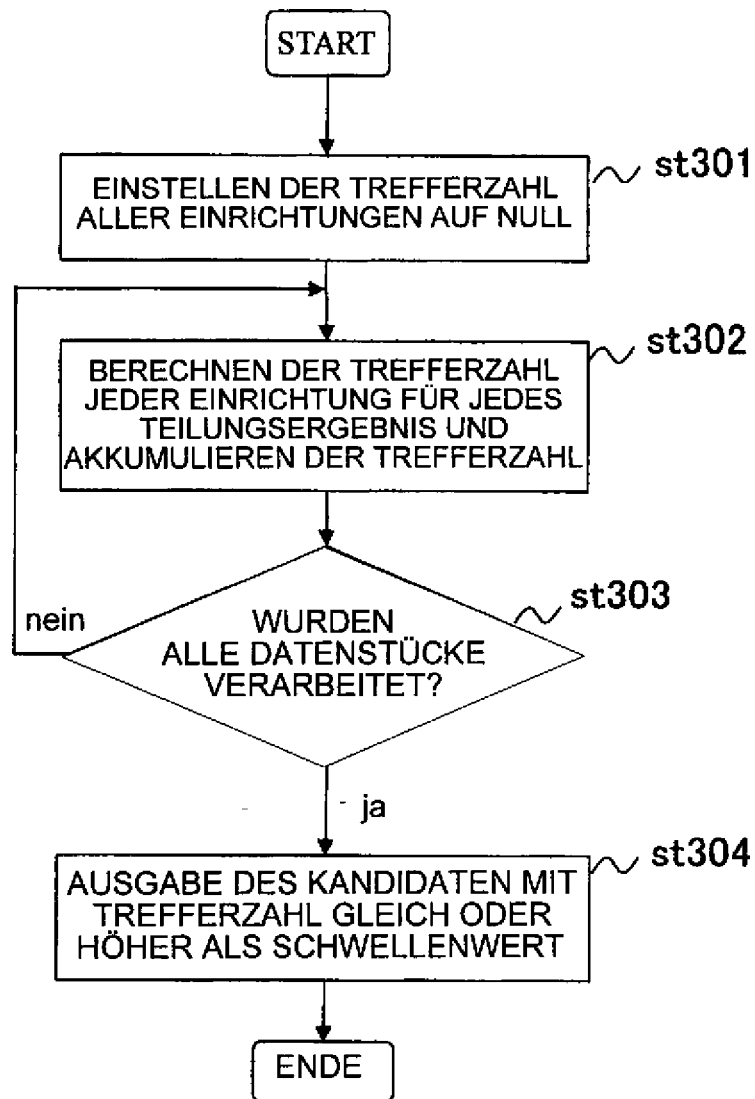 START
st301
EINSTELLEN DER TREFFERZAHL
ALLER EINRICHTUNGEN AUF NULL
st302
BERECHNEN DER TREFFERZAHL
JEDER EINRICHTUNG FÜR JEDES
TEILUNGSERGEBNIS UND
AKKUMULIEREN DER TREFFERZAHL
st303
nein
WURDEN
ALLE DATENSTÜCKE
VERARBEITET?
ja
st304
AUSGABE DES KANDIDATEN MIT
TREFFERZAHL GLEICH ODER
HÖHER ALS SCHWELLENWERT
ENDE